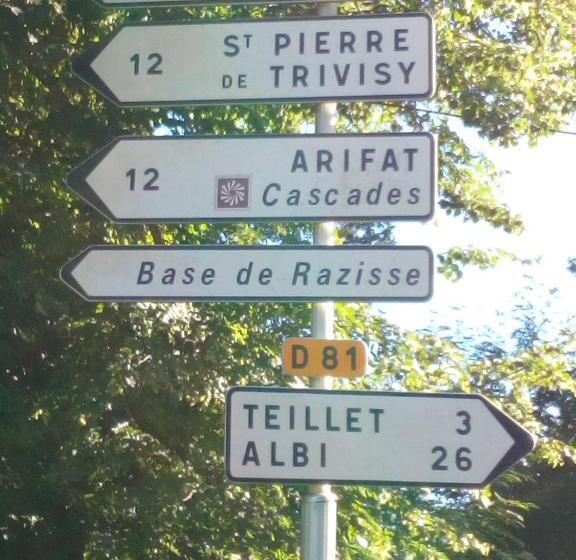 12 ST PIERRE
DE TRIVISY
12 ARIFAT
Cascades
Base de Razisse
D 81
TEILLET 3
ALBI 26